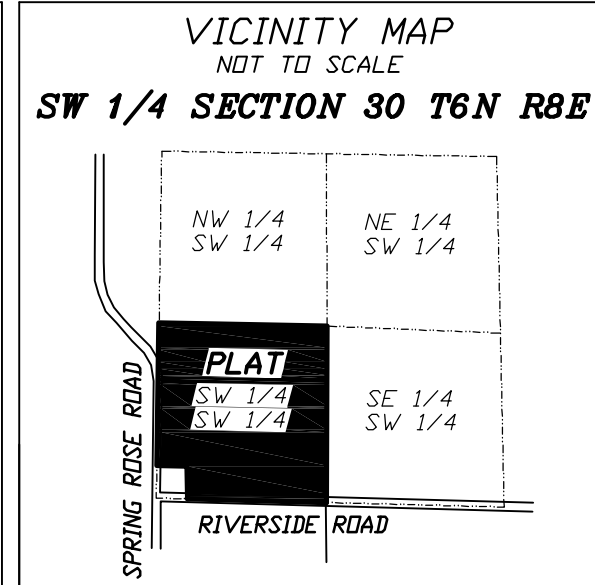 VICINITY MAP
NOT TO SCALE
SW 1/4 SECTION 30 T6N R8E
NW 1/4
SW 1/4
NE 1/4
SW 1/4
PLAT
SW 1/4
SW 1/4
SE 1/4
SW 1/4
SPRING ROSE ROAD
RIVERSIDE ROAD